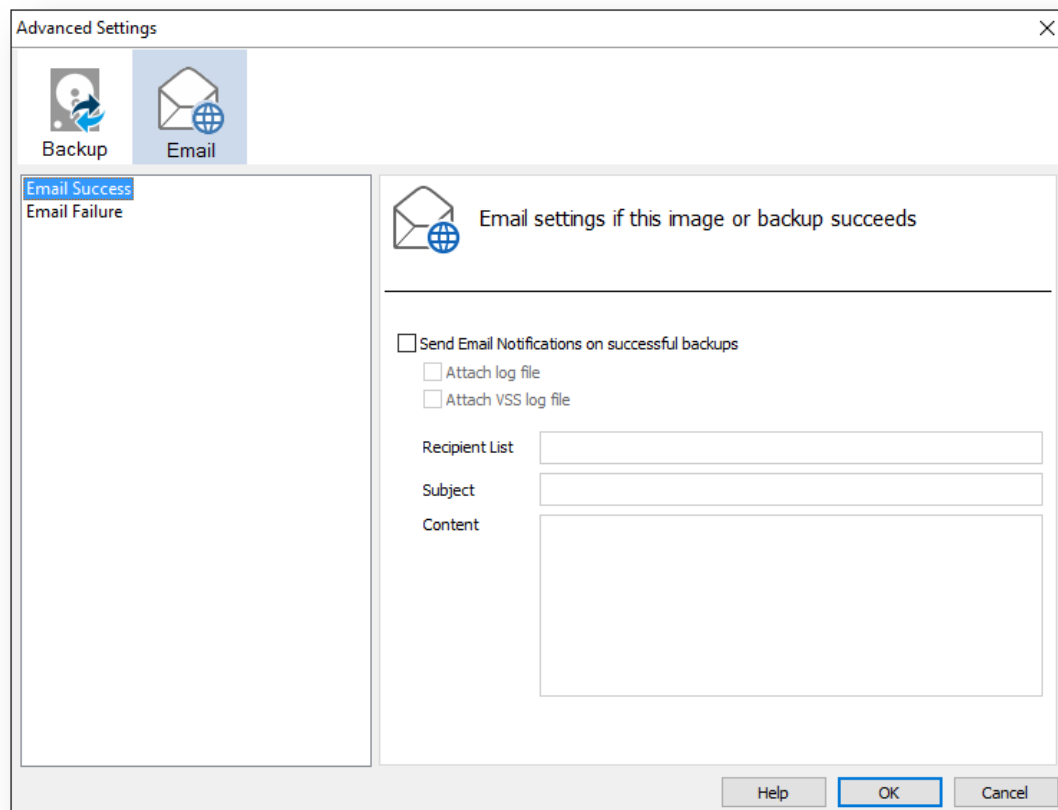 Advanced Settings
Backup
Email
Email Success
Email Failure
Email settings if this image or backup succeeds
Send Email Notifications on successful backups
Attach log file
Attach VSS log file
Recipient List
Subject
Content
Help
OK
Cancel